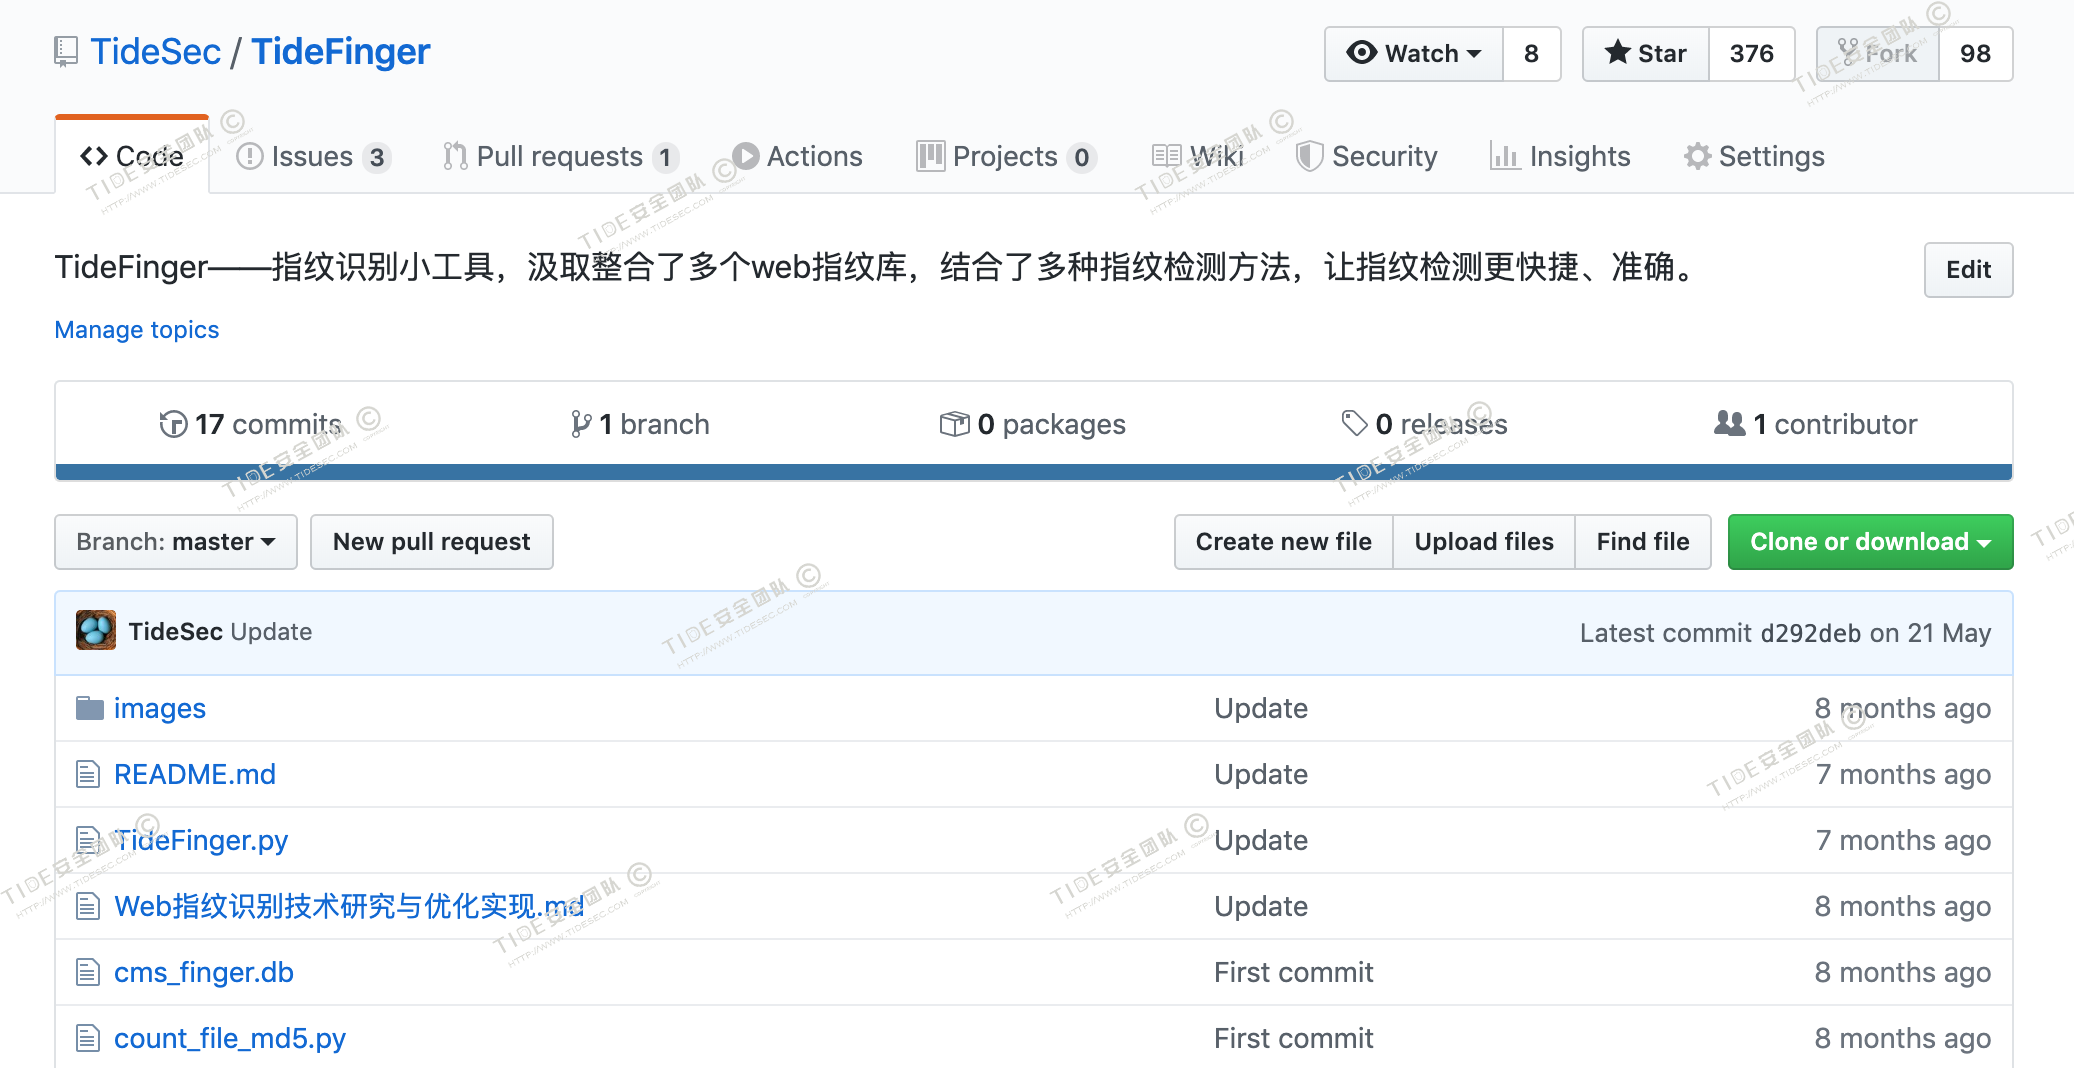 TideSec / TideFinger
Watch 8 Star 376 Fork 98
Code Issues 3 Pull requests 1 Actions Projects 0 Wiki Security Insights Settings
TideFinger——指纹识别小工具，汲取整合了多个web指纹库，结合了多种指纹检测方法，让指纹检测更快捷、准确。
Edit
Manage topics
17 commits 1 branch 0 packages 0 releases 1 contributor
Branch: master New pull request Create new file Upload files Find file Clone or download
TideSec Update Latest commit d292deb on 21 May
images Update 8 months ago
README.md Update 7 months ago
TideFinger.py Update 7 months ago
Web指纹识别技术研究与优化实现.md Update 8 months ago
cms_finger.db First commit 8 months ago
count_file_md5.py First commit 8 months ago
TIDE安全团队 ©
HTTP://WWW.TIDESEC.COM